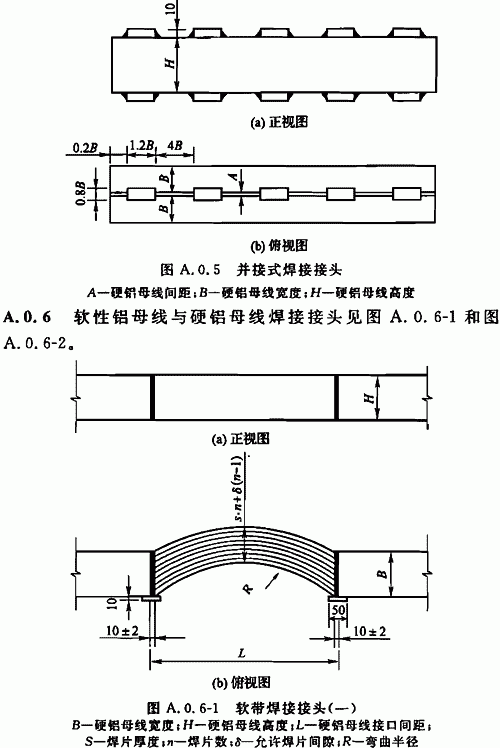 10
H
(a) 正视图
0.2B 1.2B 4B
0.8B B A
B
(b) 俯视图
图 A.0.5 并接式焊接接头
A—硬铝母线间距；B—硬铝母线宽度；H—硬铝母线高度
A.0.6 软性铝母线与硬铝母线焊接接头见图 A.0.6-1 和图
A.0.6-2。
H
(a) 正视图
s·n+δ(n-1)
R
B
10
50
10±2 10±2
L
(b) 俯视图
图 A.0.6-1 软带焊接接头(一)
B—硬铝母线宽度；H—硬铝母线高度；L—硬铝母线接口间距；
S—焊片厚度；n—焊片数；δ—允许焊片间隙；R—弯曲半径